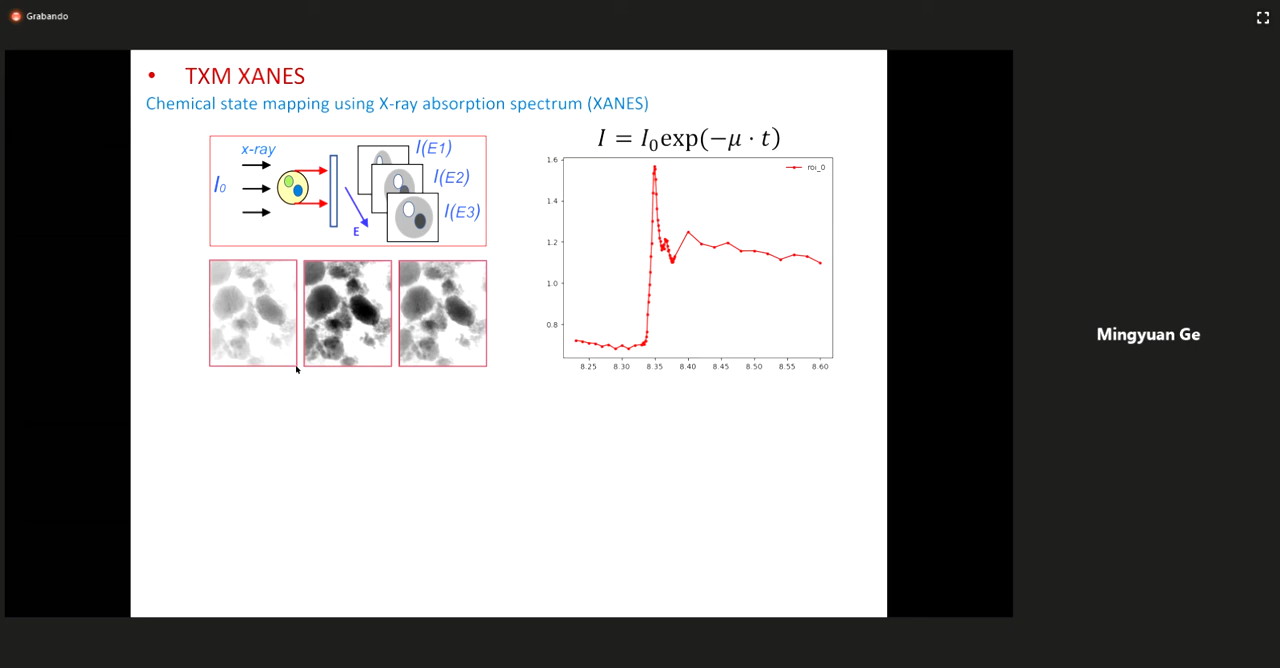 Grabando
• TXM XANES
Chemical state mapping using X-ray absorption spectrum (XANES)
x-ray
I₀
E
I(E1)
I(E2)
I(E3)
I = I₀exp(−μ · t)
roi_0
1.6
1.4
1.2
1.0
0.8
8.25 8.30 8.35 8.40 8.45 8.50 8.55 8.60
Mingyuan Ge